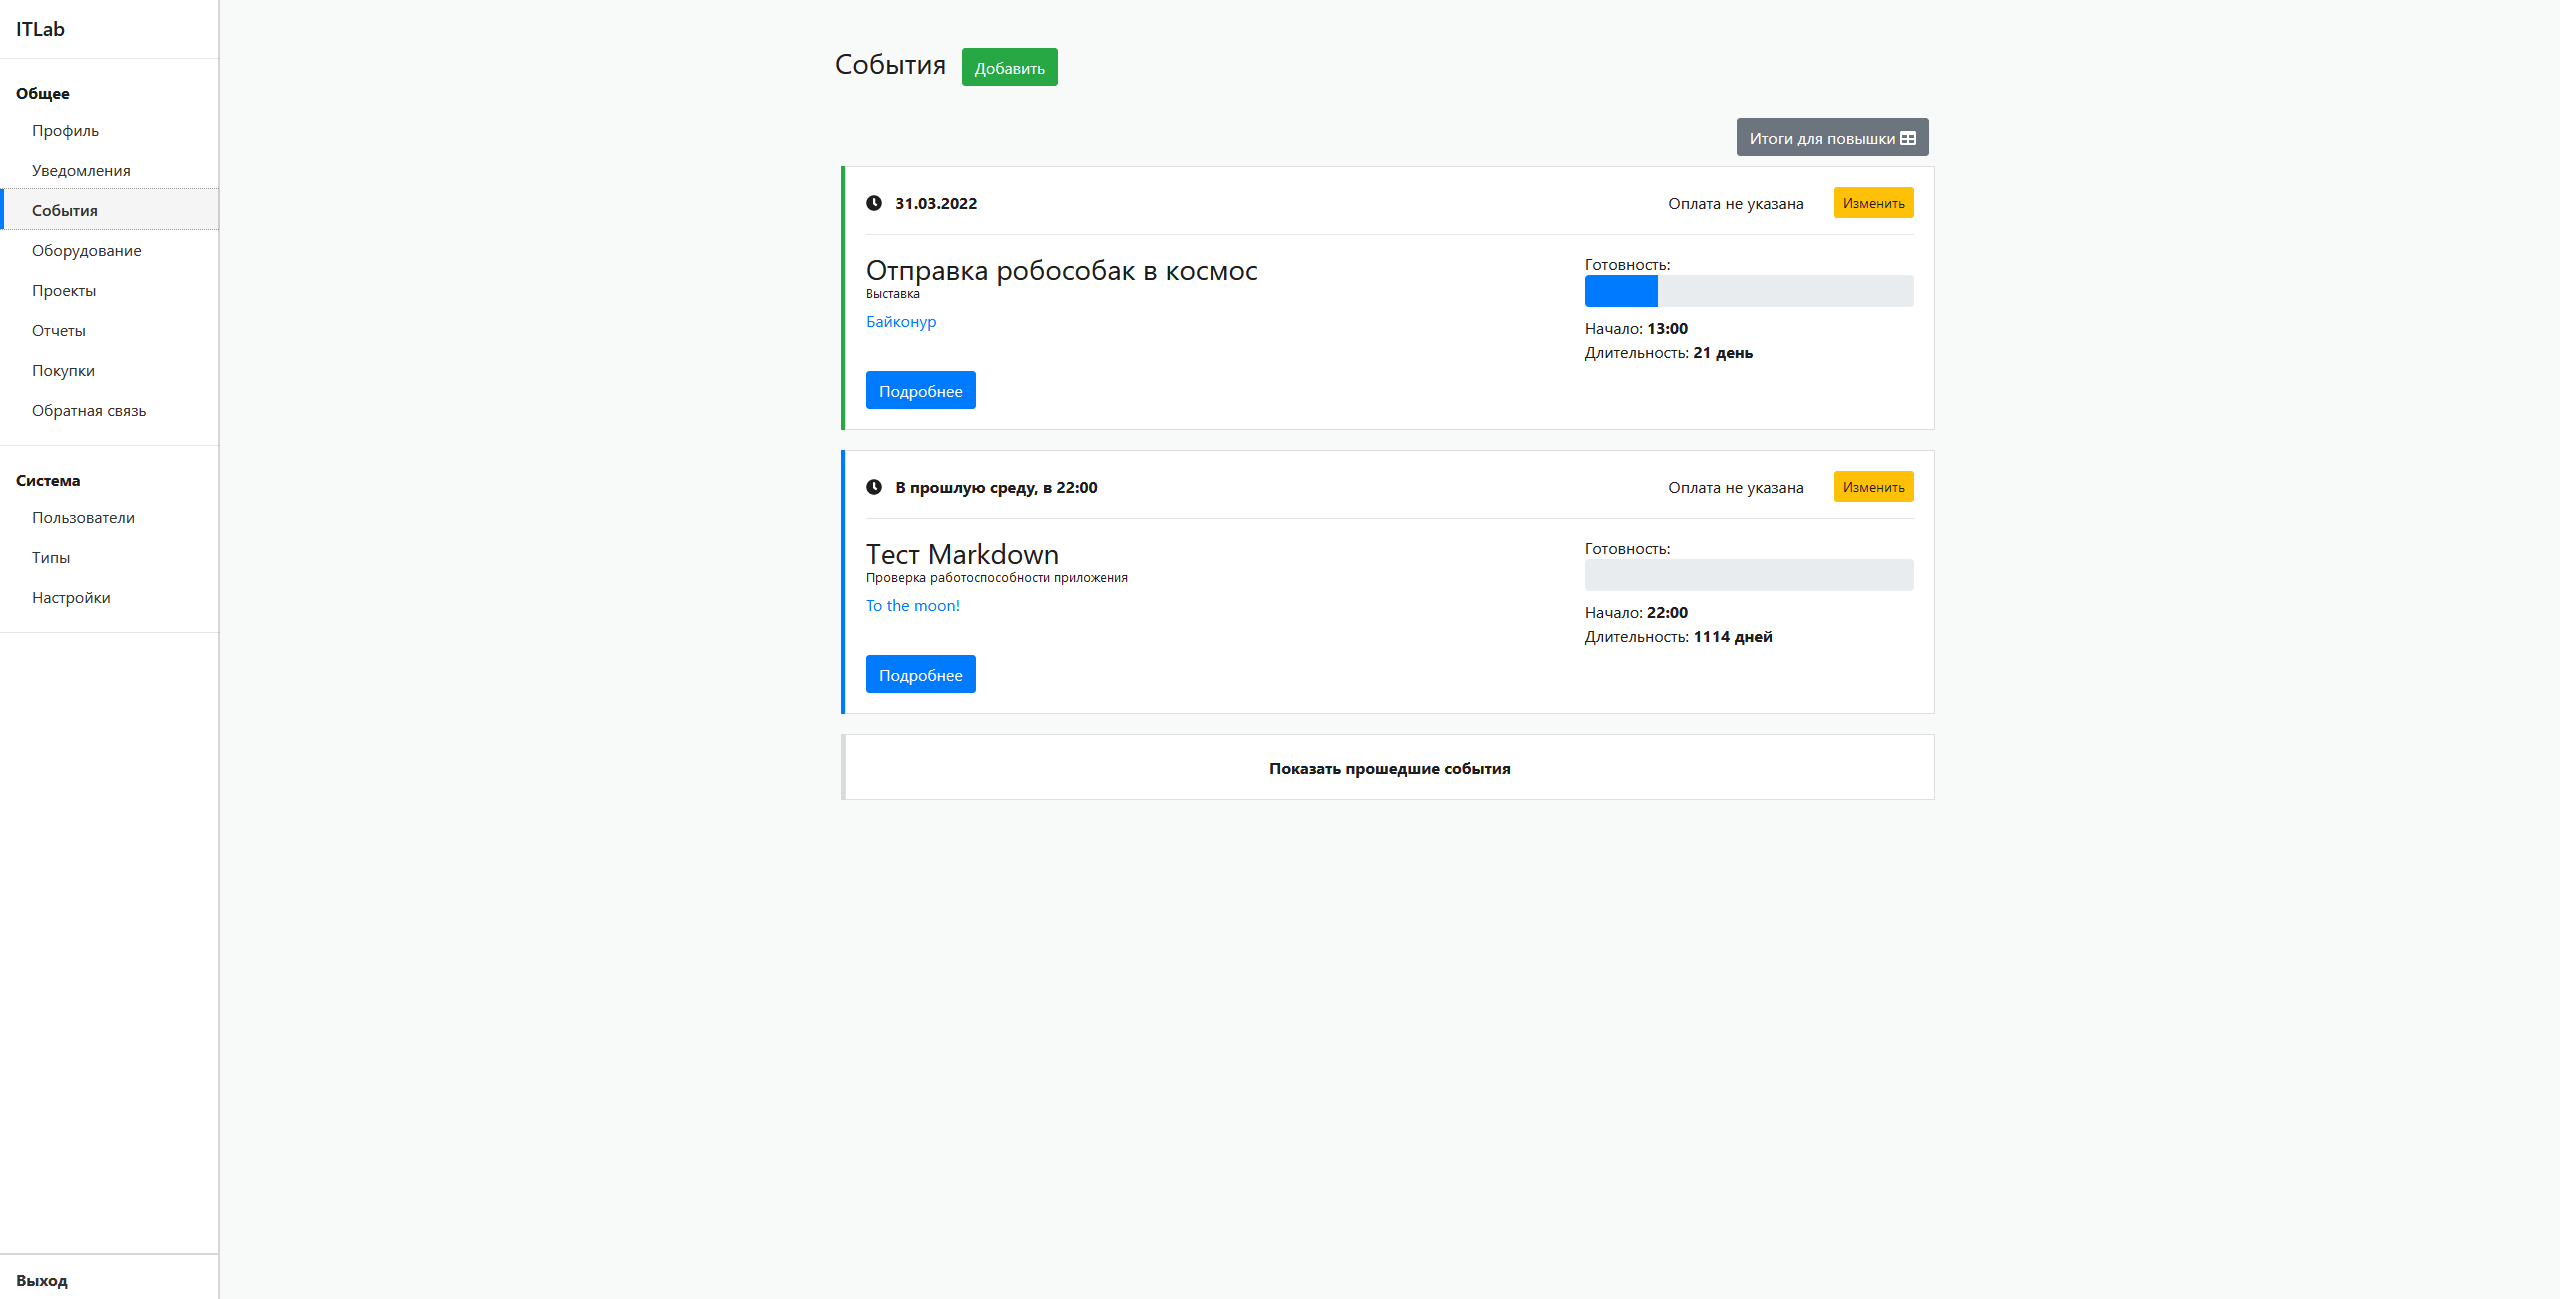 ITLab
Общее
Профиль
Уведомления
События
Оборудование
Проекты
Отчеты
Покупки
Обратная связь
Система
Пользователи
Типы
Настройки
Выход
События Добавить
Итоги для повышки
31.03.2022 Оплата не указана Изменить
Отправка робособак в космос
Выставка
Байконур
Готовность:
Начало: 13:00
Длительность: 21 день
Подробнее
В прошлую среду, в 22:00 Оплата не указана Изменить
Тест Markdown
Проверка работоспособности приложения
To the moon!
Готовность:
Начало: 22:00
Длительность: 1114 дней
Подробнее
Показать прошедшие события